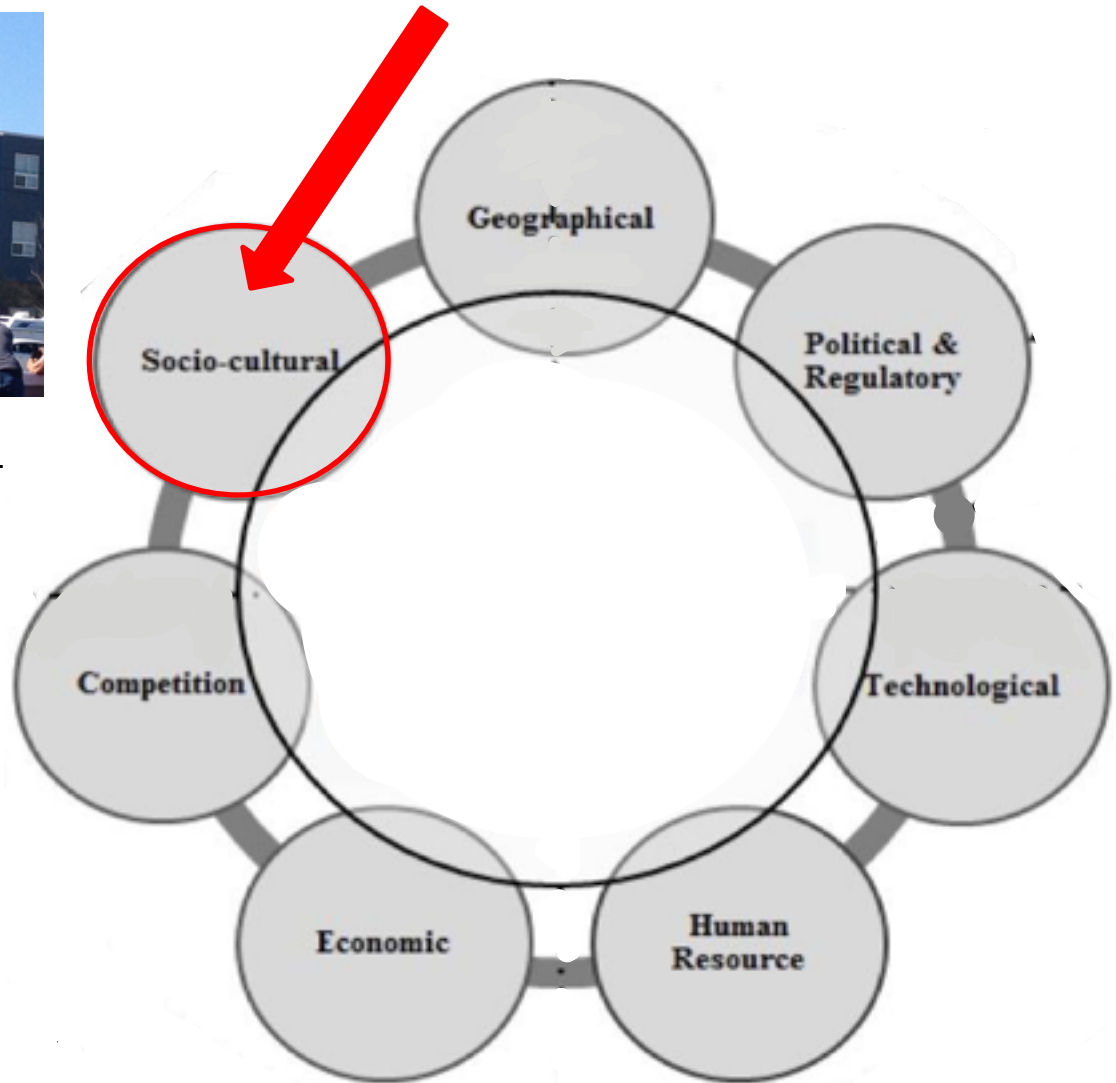 Geographical
Socio-cultural
Political &
Regulatory
Competition
Technological
Economic
Human
Resource